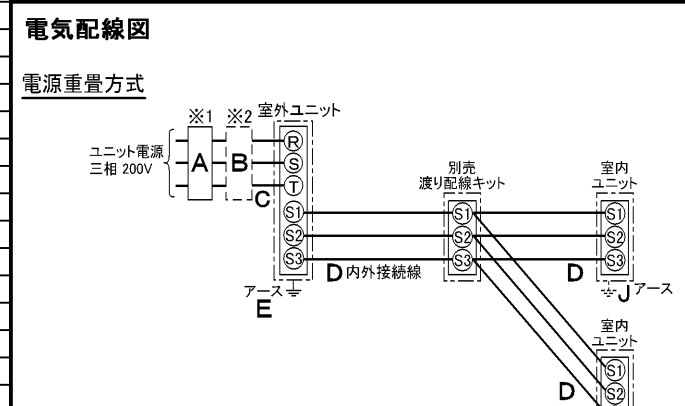 電気配線図
電源重畳方式
※1 ※2 室外ユニット
ユニット電源
三相 200V
A
B
C
R
S
T
S1
S2
S3
アース
E
D 内外接続線
別売
渡り配線キット
S1
S2
S3
室内
ユニット
S1
S2
S3
D
J アース
室内
ユニット
S1
S2
D